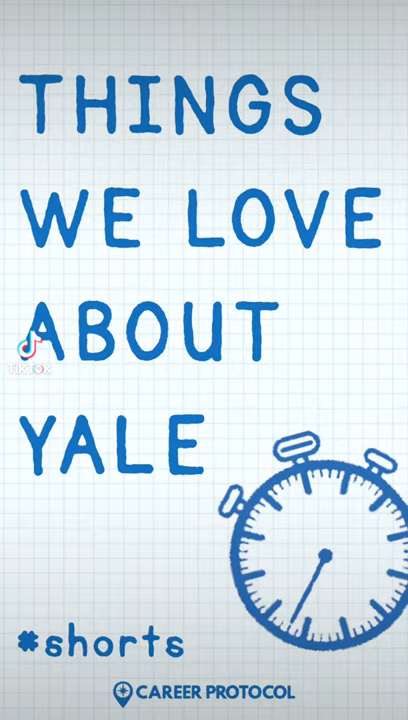 THINGS
WE LOVE
ABOUT
TIKTOK
YALE
#shorts
CAREER PROTOCOL